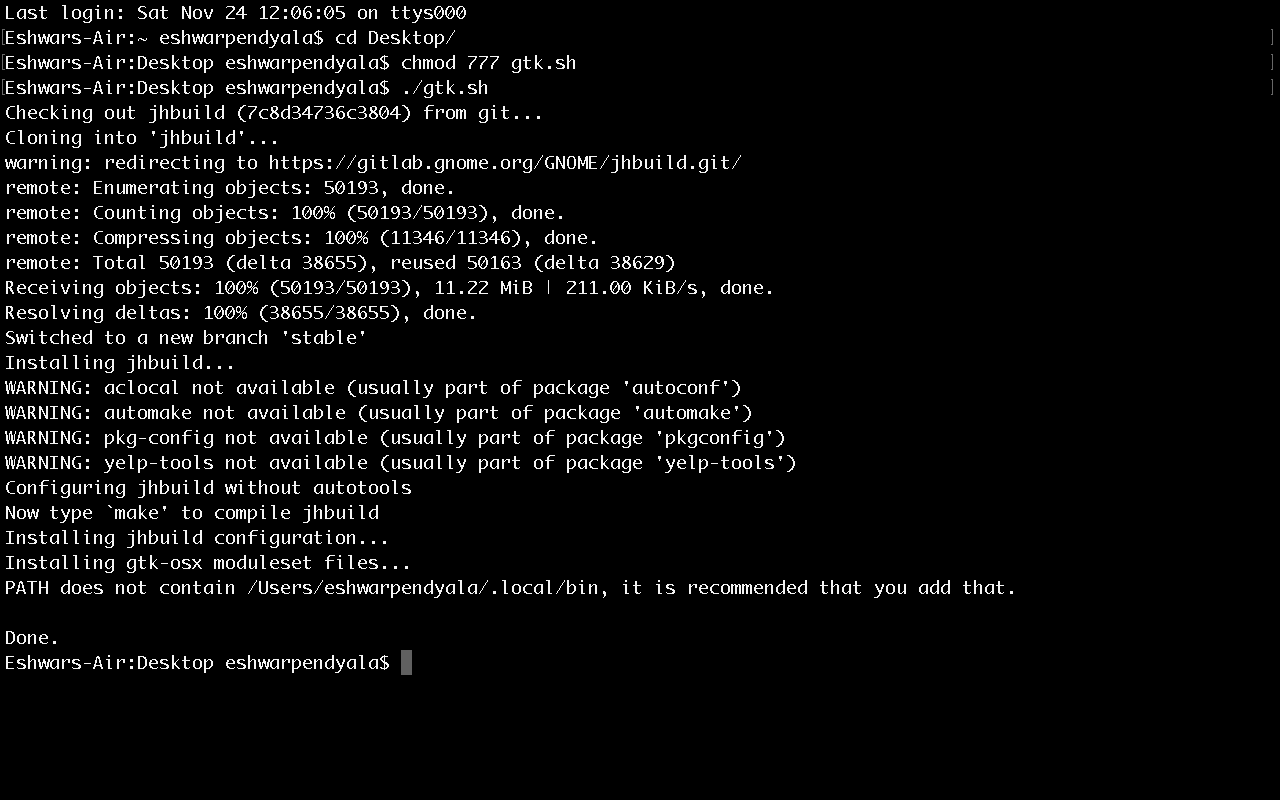 Last login: Sat Nov 24 12:06:05 on ttys000
[Eshwars-Air:~ eshwarpendyala$ cd Desktop/ ]
[Eshwars-Air:Desktop eshwarpendyala$ chmod 777 gtk.sh ]
[Eshwars-Air:Desktop eshwarpendyala$ ./gtk.sh ]
Checking out jhbuild (7c8d34736c3804) from git...
Cloning into 'jhbuild'...
warning: redirecting to https://gitlab.gnome.org/GNOME/jhbuild.git/
remote: Enumerating objects: 50193, done.
remote: Counting objects: 100% (50193/50193), done.
remote: Compressing objects: 100% (11346/11346), done.
remote: Total 50193 (delta 38655), reused 50163 (delta 38629)
Receiving objects: 100% (50193/50193), 11.22 MiB | 211.00 KiB/s, done.
Resolving deltas: 100% (38655/38655), done.
Switched to a new branch 'stable'
Installing jhbuild...
WARNING: aclocal not available (usually part of package 'autoconf')
WARNING: automake not available (usually part of package 'automake')
WARNING: pkg-config not available (usually part of package 'pkgconfig')
WARNING: yelp-tools not available (usually part of package 'yelp-tools')
Configuring jhbuild without autotools
Now type `make' to compile jhbuild
Installing jhbuild configuration...
Installing gtk-osx moduleset files...
PATH does not contain /Users/eshwarpendyala/.local/bin, it is recommended that you add that.
Done.
Eshwars-Air:Desktop eshwarpendyala$